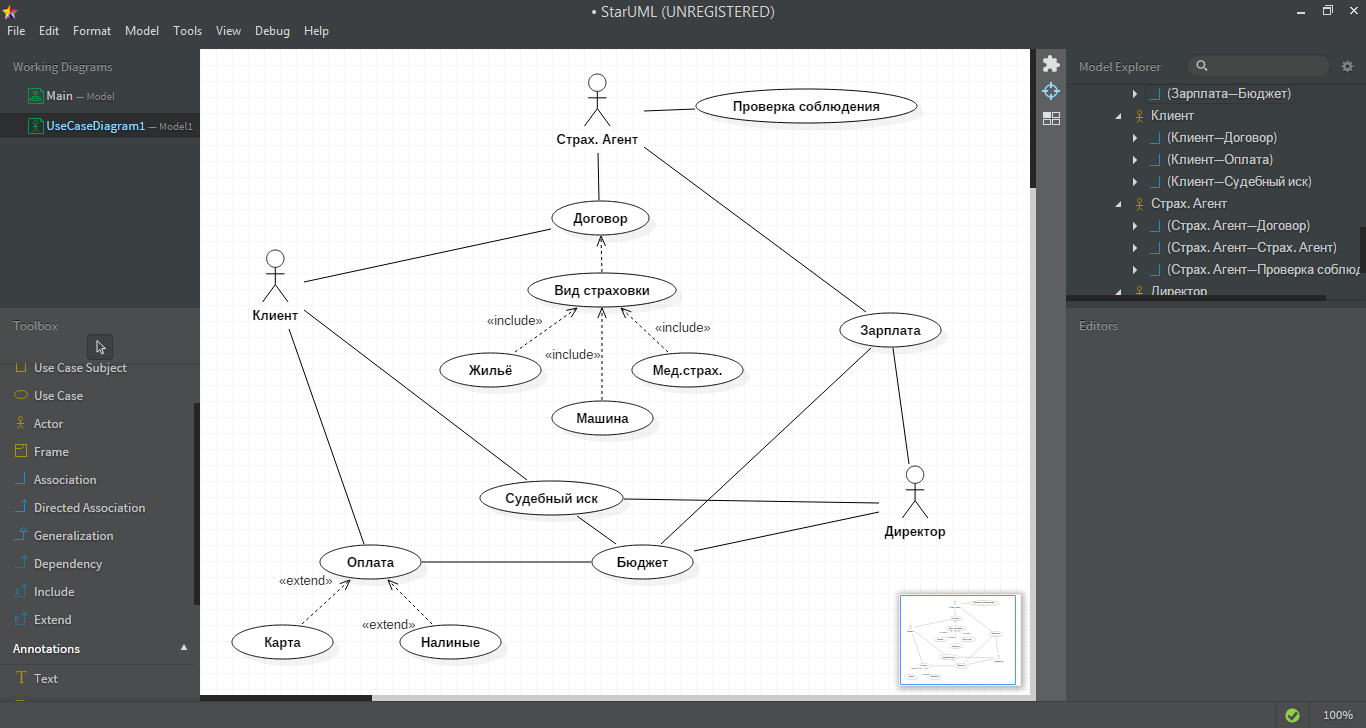 • StarUML (UNREGISTERED)
File Edit Format Model Tools View Debug Help
Working Diagrams
Main — Model
UseCaseDiagram1 — Model1
Toolbox
Use Case Subject
Use Case
Actor
Frame
Association
Directed Association
Generalization
Dependency
Include
Extend
Annotations
Text
Страх. Агент
Проверка соблюдения
Договор
Клиент
Вид страховки
«include»
«include»
«include»
Жильё
Мед.страх.
Машина
Зарплата
Судебный иск
Директор
Оплата
Бюджет
«extend»
«extend»
Карта
Налиные
Model Explorer
(Зарплата—Бюджет)
Клиент
(Клиент—Договор)
(Клиент—Оплата)
(Клиент—Судебный иск)
Страх. Агент
(Страх. Агент—Договор)
(Страх. Агент—Страх. Агент)
(Страх. Агент—Проверка соблюд
Директор
Editors
100%